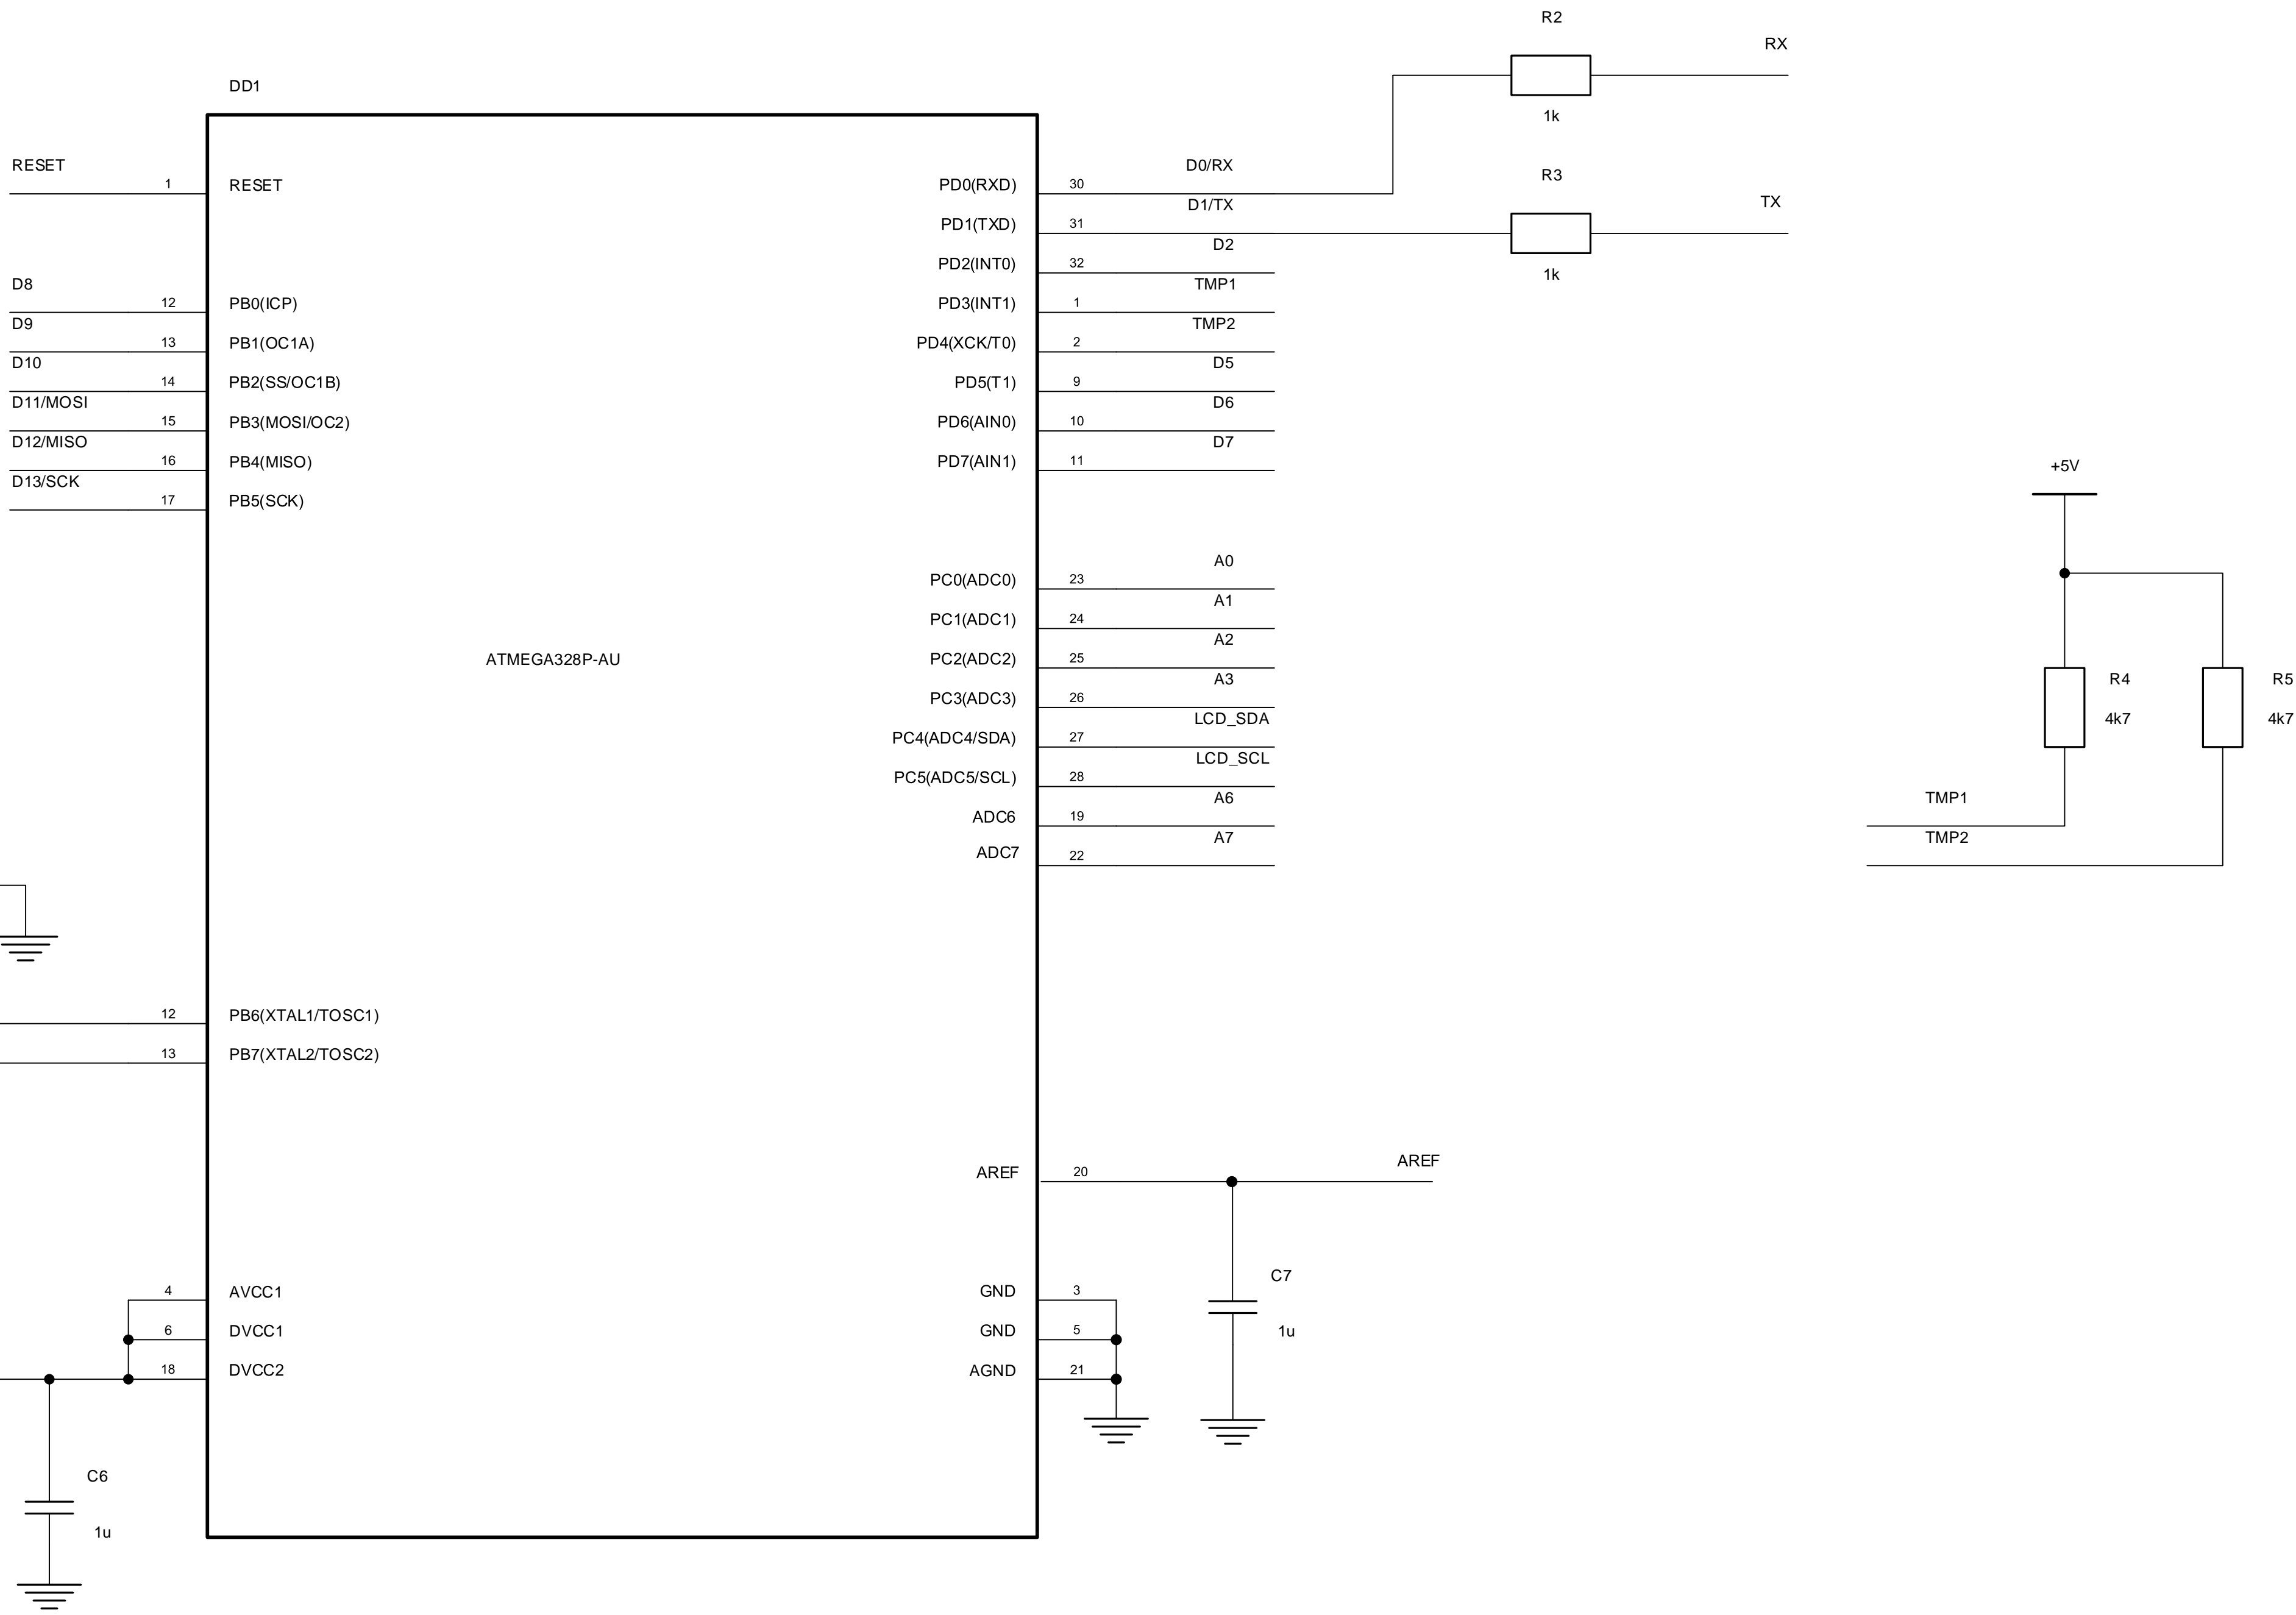 R2
RX
1k
DD1
RESET
1
RESET
D8
12
PB0(ICP)
D9
13
PB1(OC1A)
D10
14
PB2(SS/OC1B)
D11/MOSI
15
PB3(MOSI/OC2)
D12/MISO
16
PB4(MISO)
D13/SCK
17
PB5(SCK)
ATMEGA328P-AU
12
PB6(XTAL1/TOSC1)
13
PB7(XTAL2/TOSC2)
4
AVCC1
6
DVCC1
18
DVCC2
C6
1u
PD0(RXD)
30
D0/RX
PD1(TXD)
31
D1/TX
R3
TX
1k
PD2(INT0)
32
D2
PD3(INT1)
1
TMP1
PD4(XCK/T0)
2
TMP2
PD5(T1)
9
D5
PD6(AIN0)
10
D6
PD7(AIN1)
11
D7
PC0(ADC0)
23
A0
PC1(ADC1)
24
A1
PC2(ADC2)
25
A2
PC3(ADC3)
26
A3
PC4(ADC4/SDA)
27
LCD_SDA
PC5(ADC5/SCL)
28
LCD_SCL
ADC6
19
A6
ADC7
22
A7
AREF
20
AREF
GND
3
GND
5
AGND
21
C7
1u
+5V
R4
4k7
R5
4k7
TMP1
TMP2